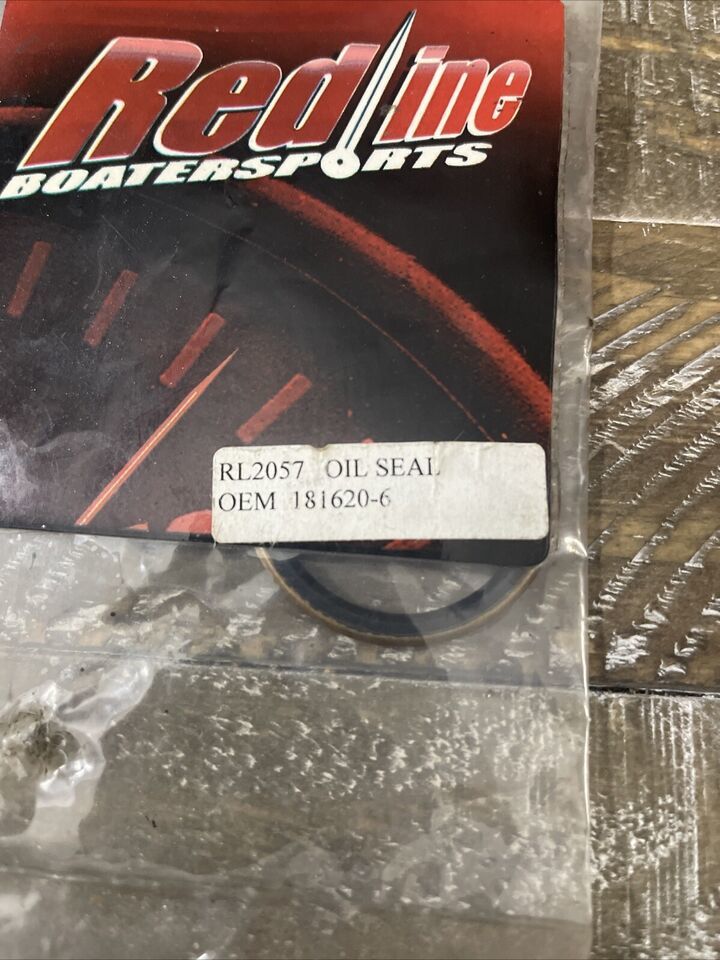 Redline
BOATERSPORTS
RL2057 OIL SEAL
OEM 181620-6